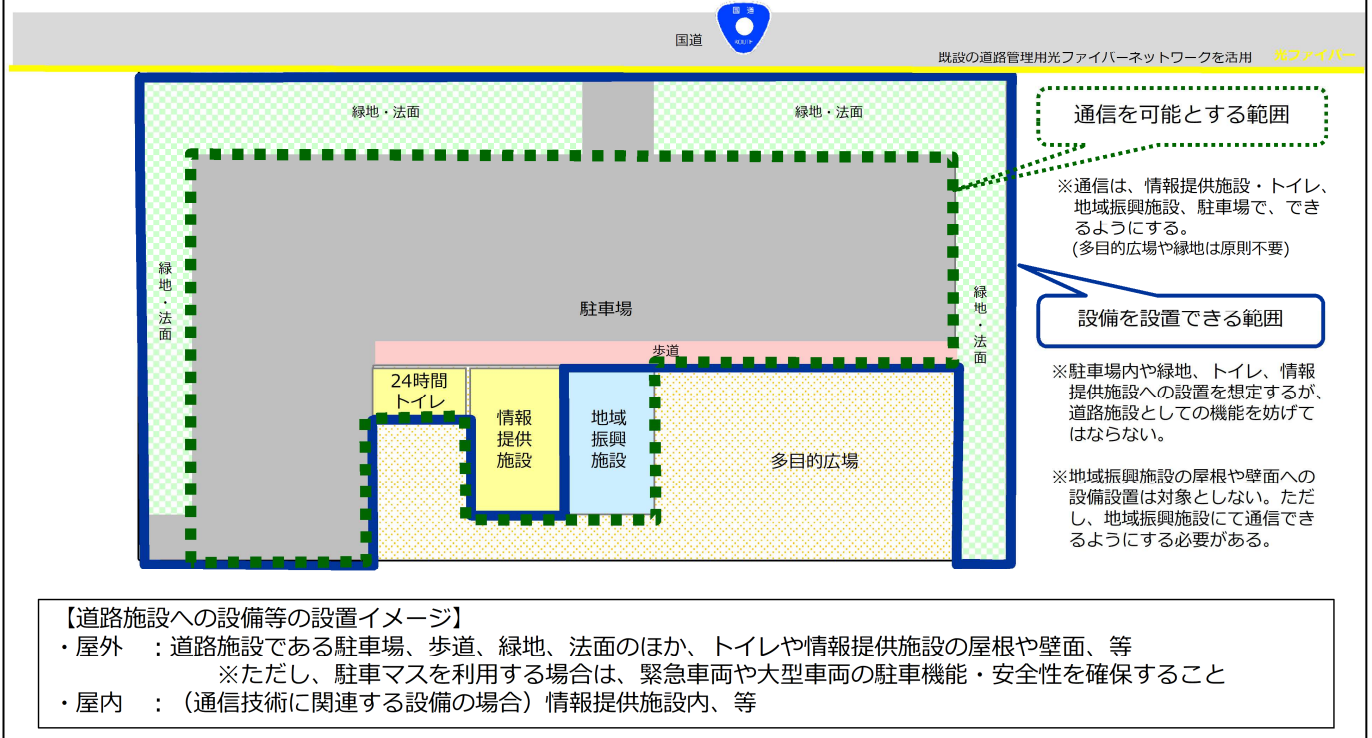 国道
ROUTE
国道
既設の道路管理用光ファイバーネットワークを活用
光ファイバー
緑地・法面
緑地・法面
通信を可能とする範囲
※通信は、情報提供施設・トイレ、
地域振興施設、駐車場で、でき
るようにする。
(多目的広場や緑地は原則不要)
緑地・法面
駐車場
緑地・法面
設備を設置できる範囲
歩道
24時間
トイレ
情報
提供
施設
地域
振興
施設
多目的広場
※駐車場内や緑地、トイレ、情報
提供施設への設置を想定するが、
道路施設としての機能を妨げて
はならない。
※地域振興施設の屋根や壁面への
設備設置は対象としない。ただ
し、地域振興施設にて通信でき
るようにする必要がある。
【道路施設への設備等の設置イメージ】
・屋外　：道路施設である駐車場、歩道、緑地、法面のほか、トイレや情報提供施設の屋根や壁面、等
※ただし、駐車マスを利用する場合は、緊急車両や大型車両の駐車機能・安全性を確保すること
・屋内　：（通信技術に関連する設備の場合）情報提供施設内、等